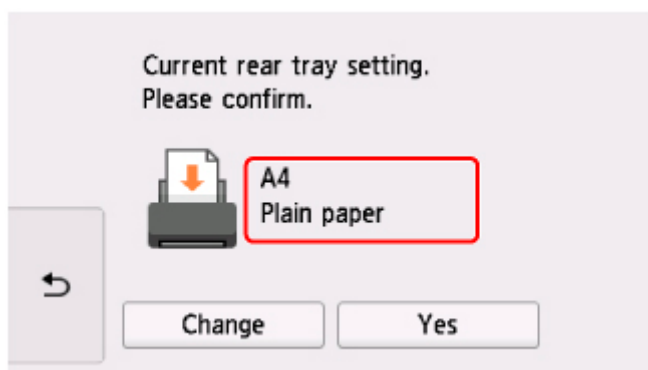 Current rear tray setting.
Please confirm.
A4
Plain paper
Change
Yes